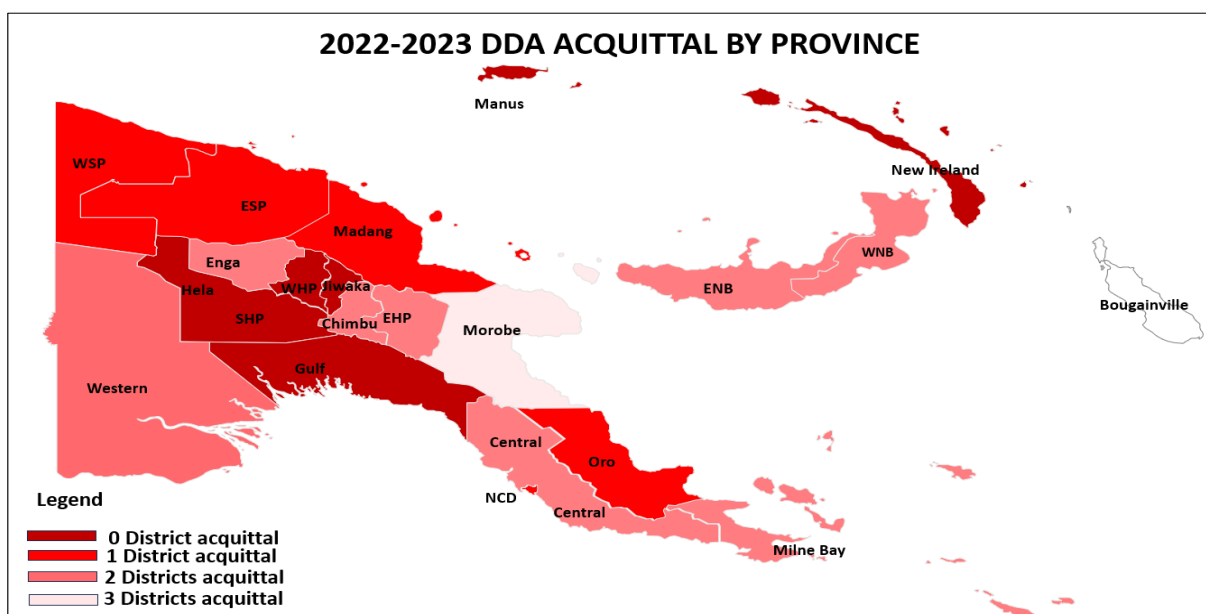 2022-2023 DDA ACQUITTAL BY PROVINCE
Manus
WSP
New Ireland
ESP
Madang
WNB
Enga
Hela
WHP
Jiwaka
ENB
Bougainville
SHP
Chimbu
EHP
Morobe
Gulf
Western
Central
Oro
NCD
Central
Milne Bay
Legend
0 District acquittal
1 District acquittal
2 Districts acquittal
3 Districts acquittal